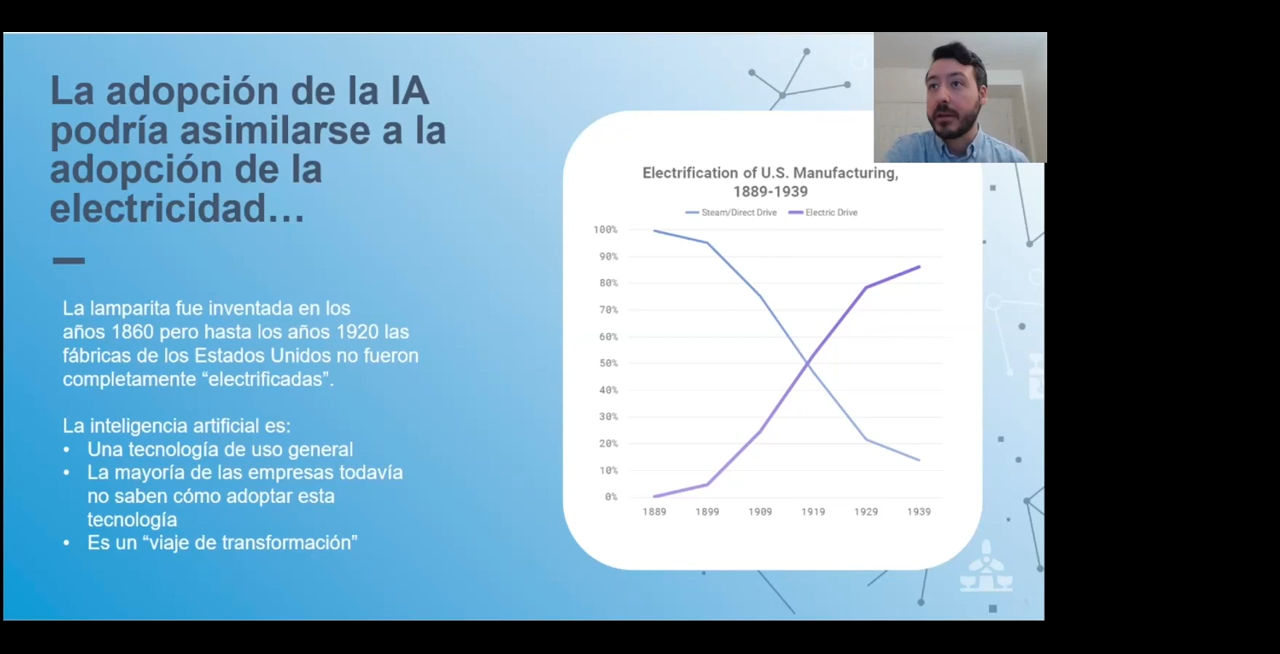 La adopción de la IA
podría asimilarse a la
adopción de la
electricidad…
La lamparita fue inventada en los
años 1860 pero hasta los años 1920 las
fábricas de los Estados Unidos no fueron
completamente “electrificadas”.
La inteligencia artificial es:
• Una tecnología de uso general
• La mayoría de las empresas todavía
no saben cómo adoptar esta
tecnología
• Es un “viaje de transformación”
Electrification of U.S. Manufacturing,
1889-1939
Steam/Direct Drive Electric Drive
100%
90%
80%
70%
60%
50%
40%
30%
20%
10%
0%
1889 1899 1909 1919 1929 1939